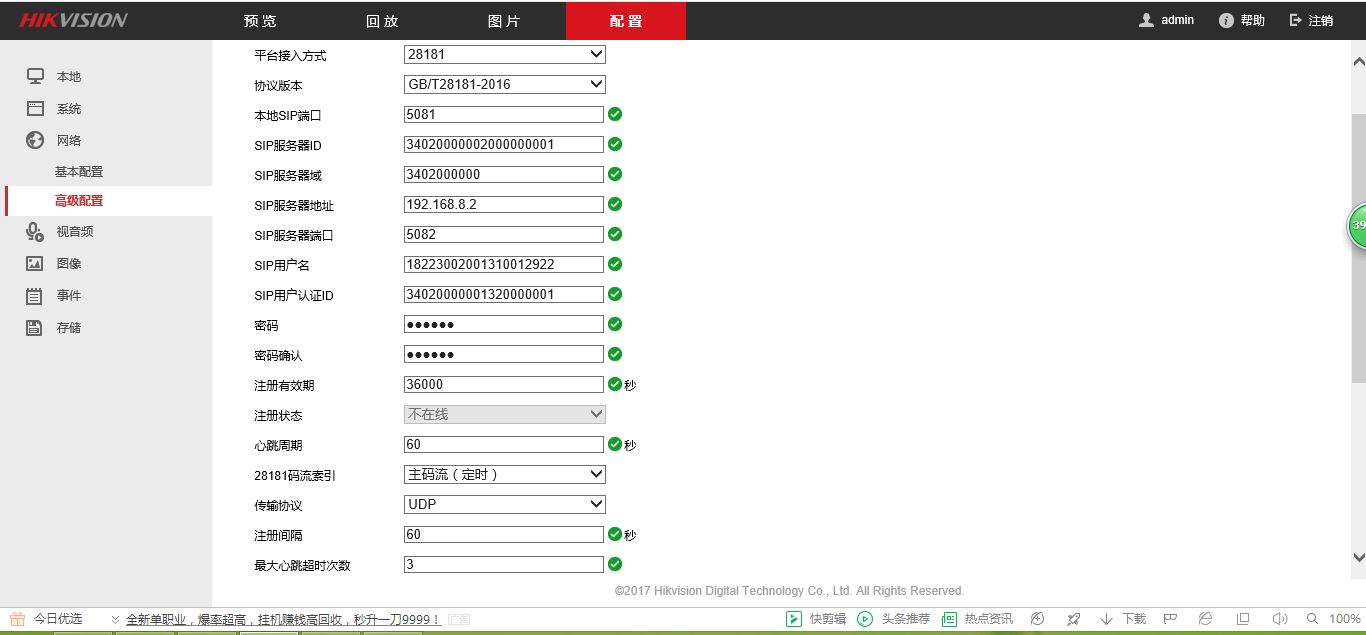 HIKVISION 预览 回放 图片 配置 admin 帮助 注销
本地
系统
网络
基本配置
高级配置
视音频
图像
事件
存储
平台接入方式 28181
协议版本 GB/T28181-2016
本地SIP端口 5081
SIP服务器ID 34020000002000000001
SIP服务器域 3402000000
SIP服务器地址 192.168.8.2
SIP服务器端口 5082
SIP用户名 18223002001310012922
SIP用户认证ID 34020000001320000001
密码 ●●●●●●
密码确认 ●●●●●●
注册有效期 36000 秒
注册状态 不在线
心跳周期 60 秒
28181码流索引 主码流（定时）
传输协议 UDP
注册间隔 60 秒
最大心跳超时次数 3
39
©2017 Hikvision Digital Technology Co., Ltd. All Rights Reserved.
今日优选 全新单职业，爆率超高，挂机赚钱高回收，秒升一刀9999！ 广告 快剪辑 头条推荐 热点资讯 下载 100%